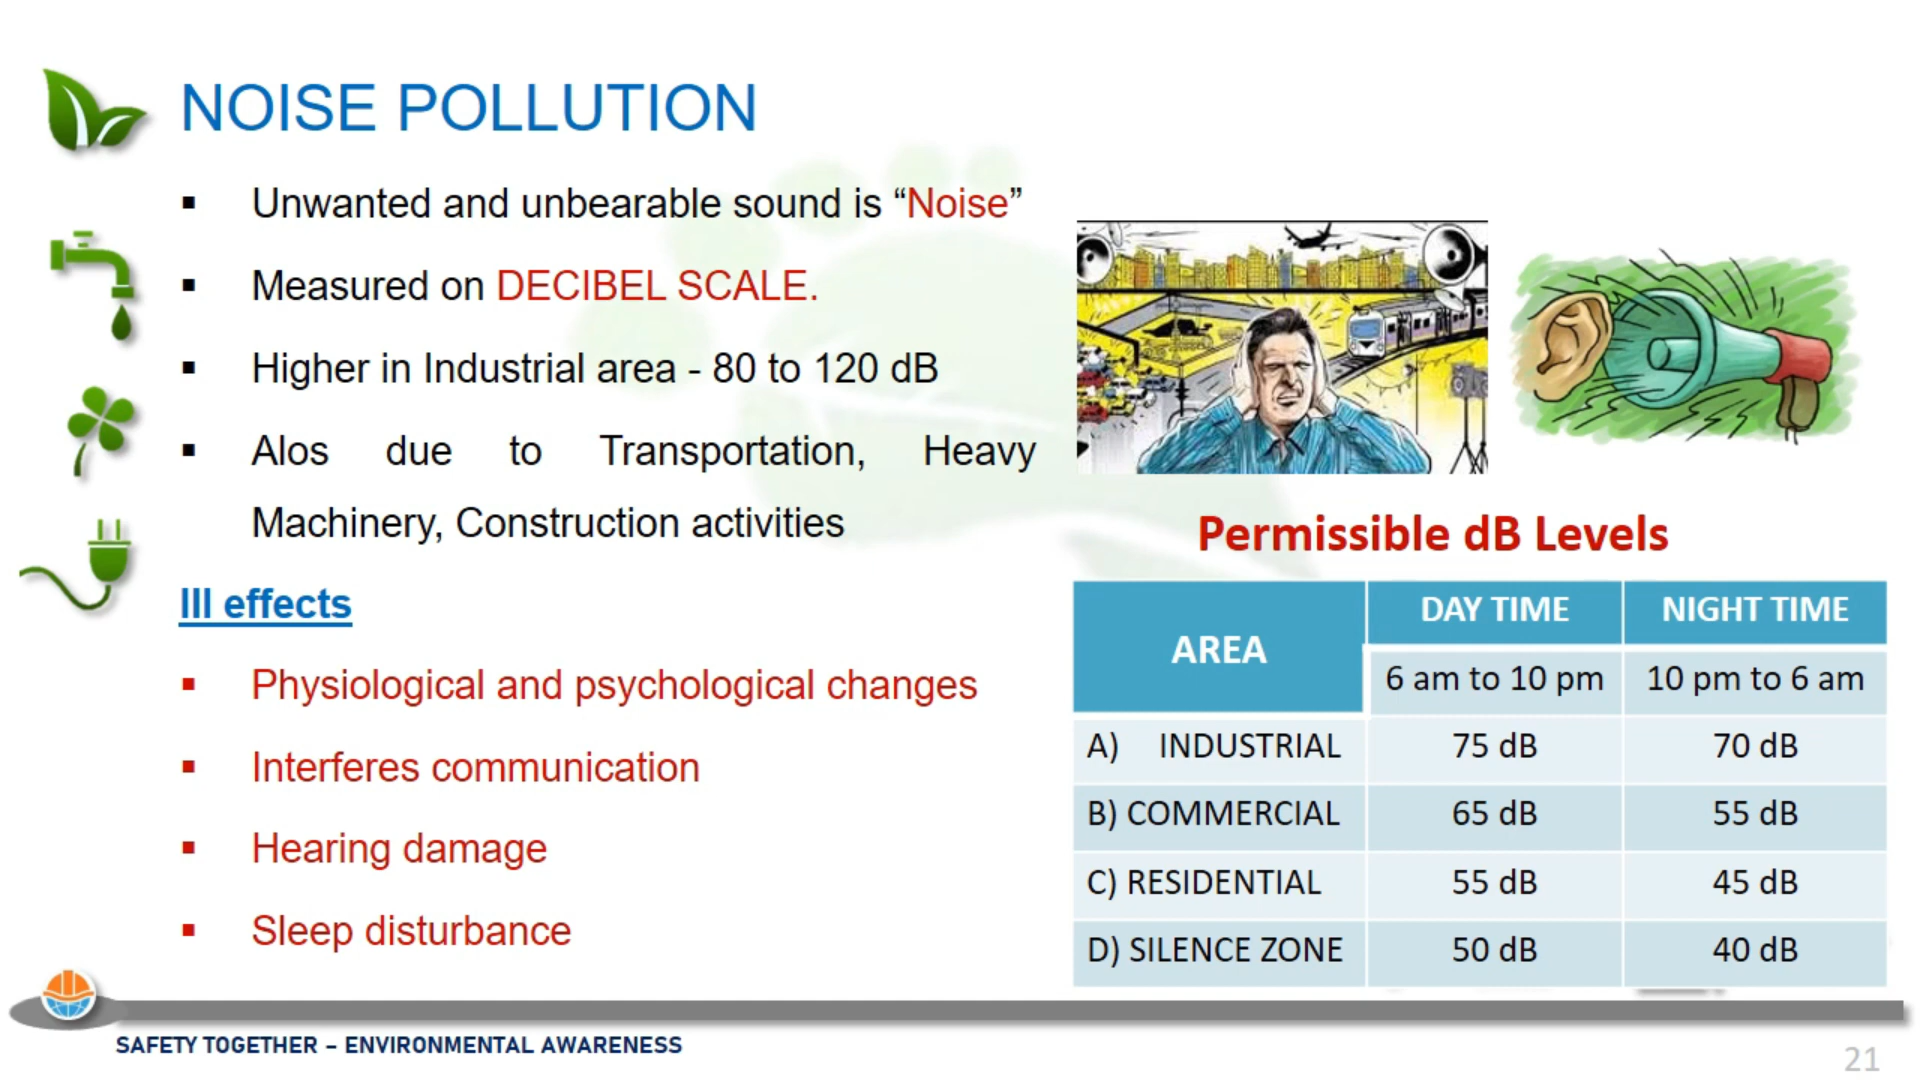 NOISE POLLUTION
▪ Unwanted and unbearable sound is “Noise”
▪ Measured on DECIBEL SCALE.
▪ Higher in Industrial area - 80 to 120 dB
▪ Alos due to Transportation, Heavy
Machinery, Construction activities
Ill effects
▪ Physiological and psychological changes
▪ Interferes communication
▪ Hearing damage
▪ Sleep disturbance
Permissible dB Levels
AREA DAY TIME NIGHT TIME
6 am to 10 pm 10 pm to 6 am
A) INDUSTRIAL 75 dB 70 dB
B) COMMERCIAL 65 dB 55 dB
C) RESIDENTIAL 55 dB 45 dB
D) SILENCE ZONE 50 dB 40 dB
SAFETY TOGETHER – ENVIRONMENTAL AWARENESS
21